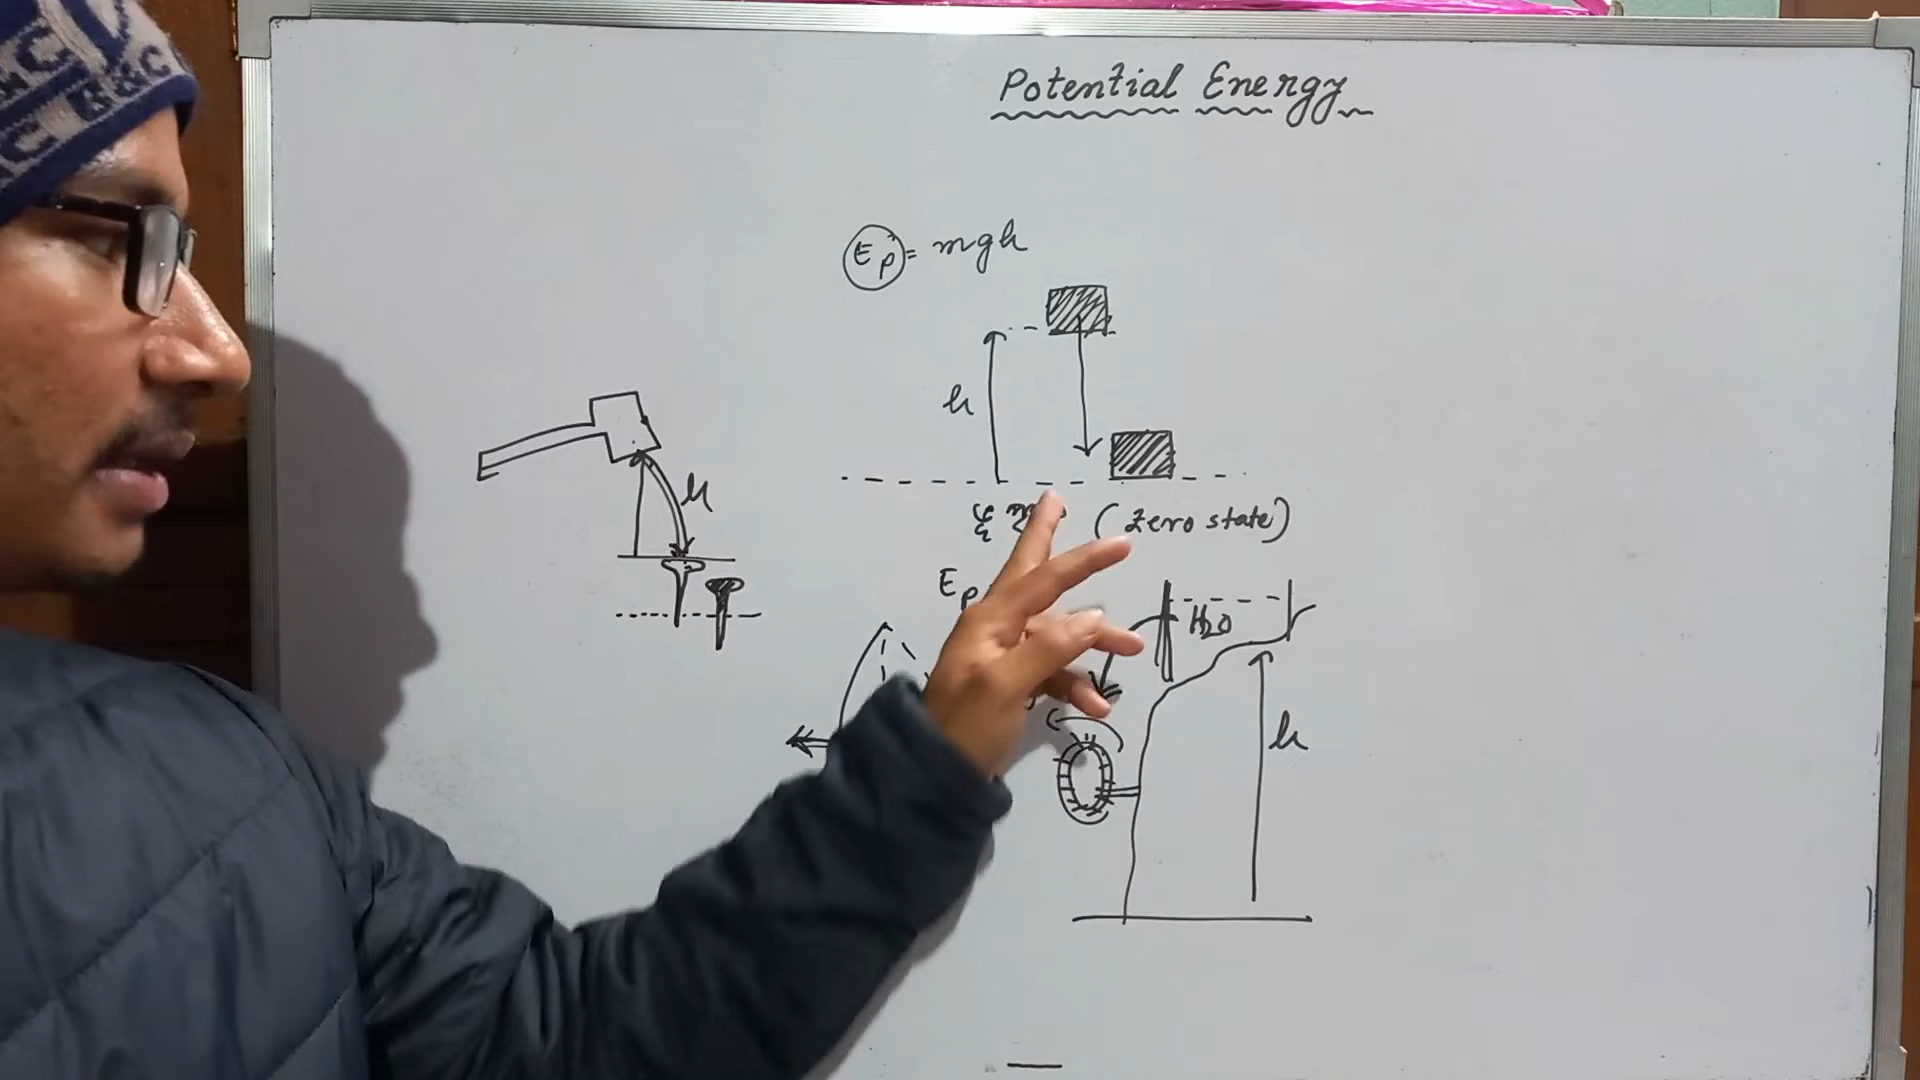 Potential Energy
Ep = mgh
h
h
(Zero state)
Ep
H2O
h